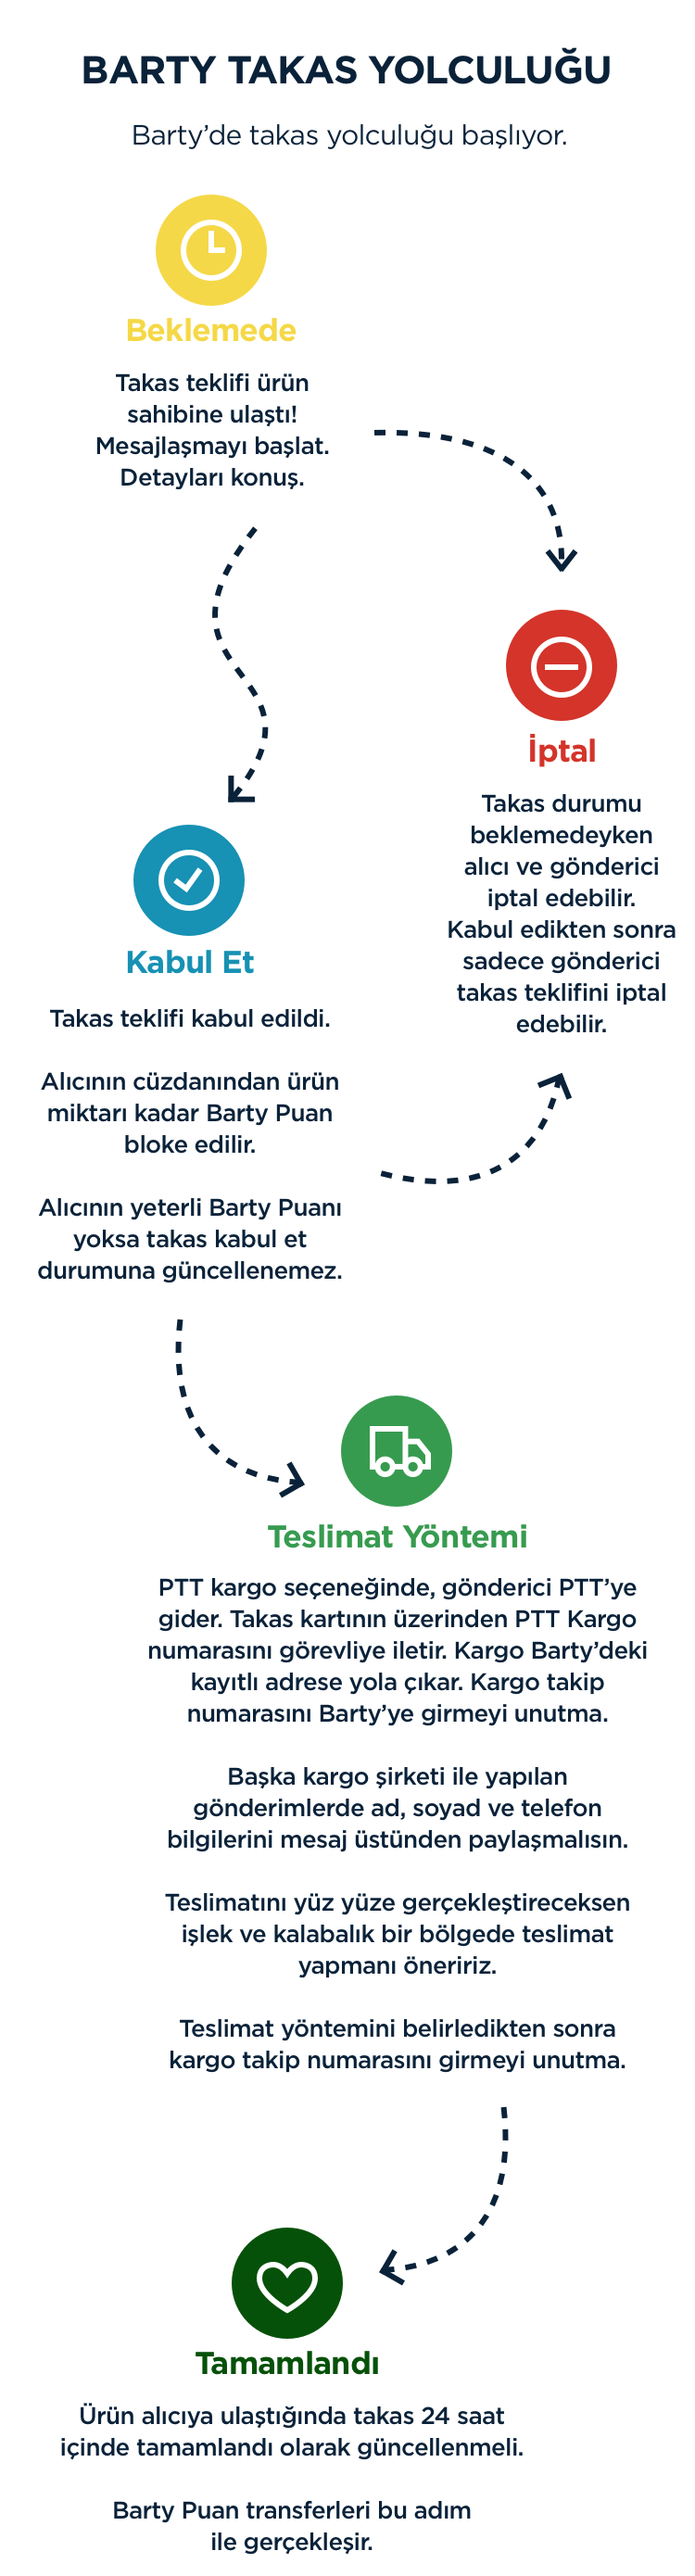 BARTY TAKAS YOLCULUĞU
Barty’de takas yolculuğu başlıyor.
Beklemede
Takas teklifi ürün
sahibine ulaştı!
Mesajlaşmayı başlat.
Detayları konuş.
İptal
Takas durumu
beklemedeyken
alıcı ve gönderici
iptal edebilir.
Kabul edikten sonra
sadece gönderici
takas teklifini iptal
edebilir.
Kabul Et
Takas teklifi kabul edildi.
Alıcının cüzdanından ürün
miktarı kadar Barty Puan
bloke edilir.
Alıcının yeterli Barty Puanı
yoksa takas kabul et
durumuna güncellenemez.
Teslimat Yöntemi
PTT kargo seçeneğinde, gönderici PTT’ye
gider. Takas kartının üzerinden PTT Kargo
numarasını görevliye iletir. Kargo Barty’deki
kayıtlı adrese yola çıkar. Kargo takip
numarasını Barty’ye girmeyi unutma.
Başka kargo şirketi ile yapılan
gönderimlerde ad, soyad ve telefon
bilgilerini mesaj üstünden paylaşmalısın.
Teslimatını yüz yüze gerçekleştireceksen
işlek ve kalabalık bir bölgede teslimat
yapmanı öneririz.
Teslimat yöntemini belirledikten sonra
kargo takip numarasını girmeyi unutma.
Tamamlandı
Ürün alıcıya ulaştığında takas 24 saat
içinde tamamlandı olarak güncellenmeli.
Barty Puan transferleri bu adım
ile gerçekleşir.